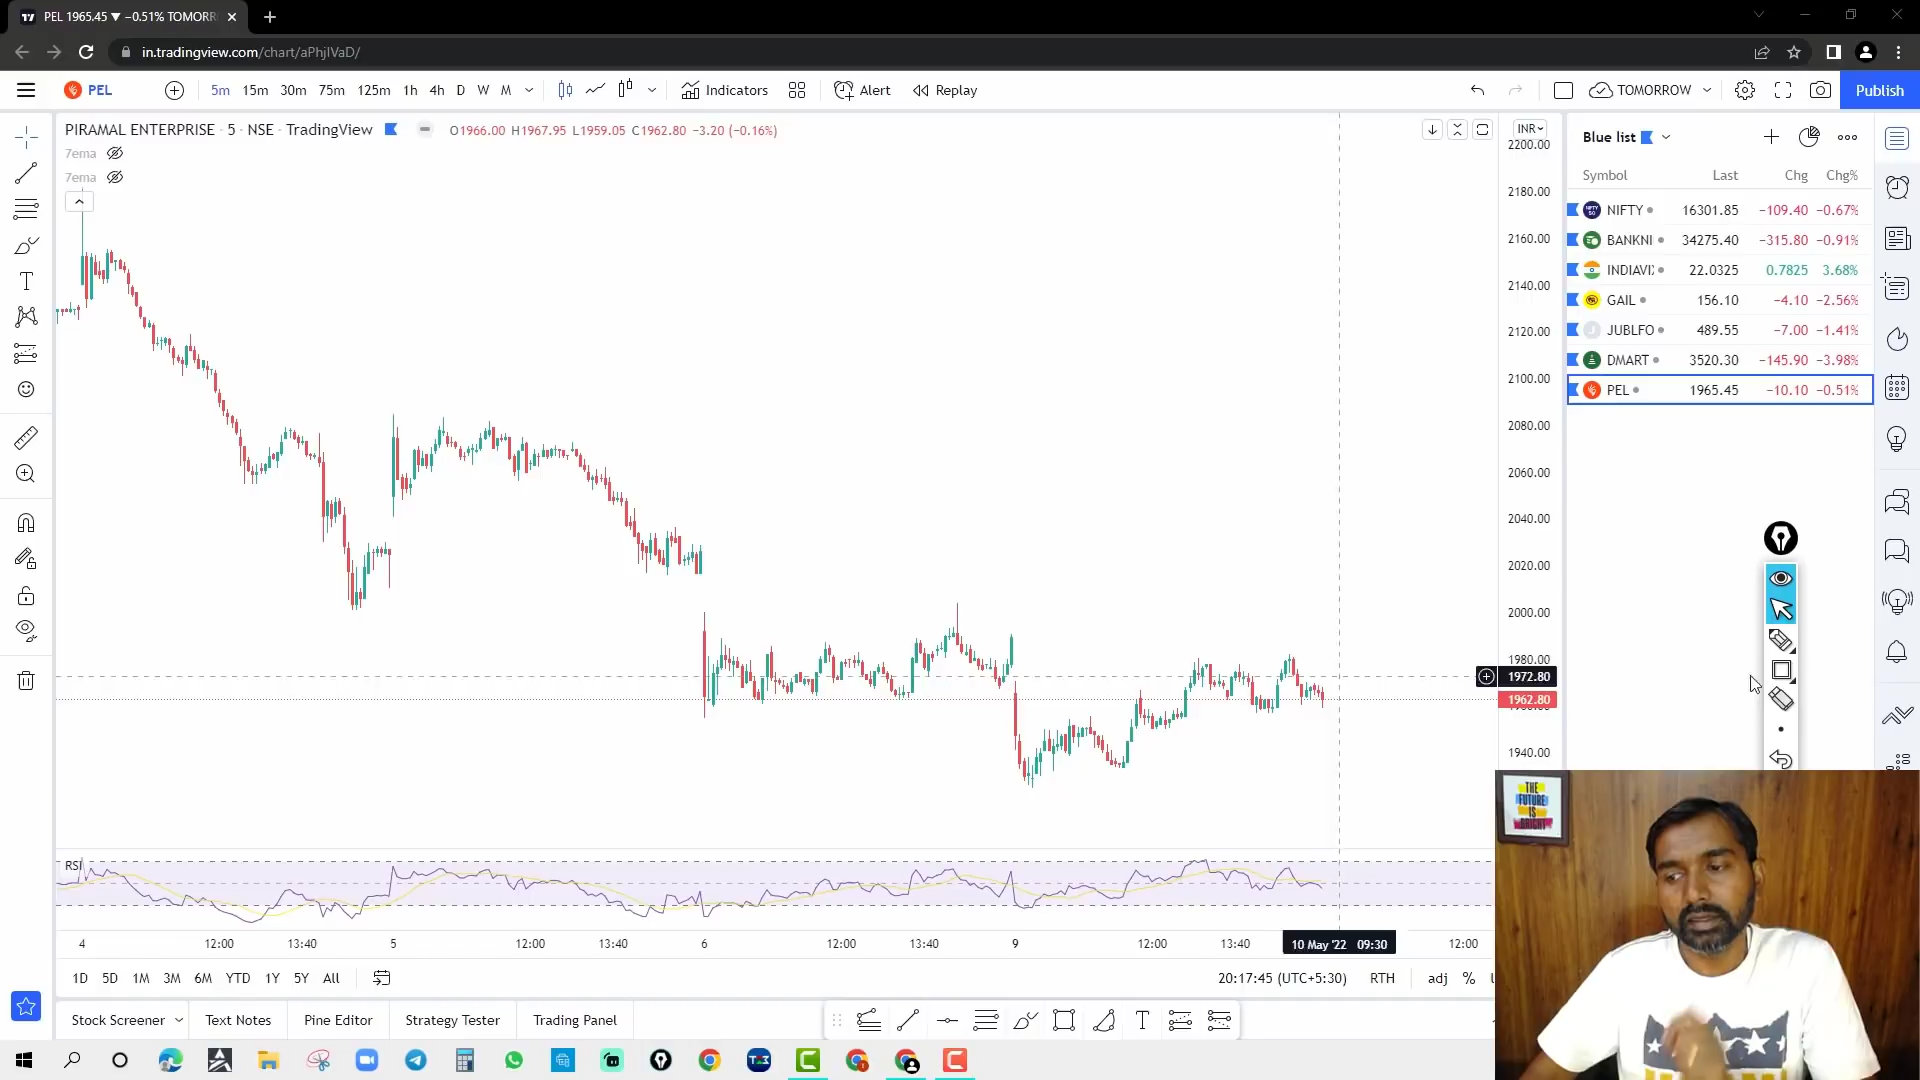 PEL 1965.45 ▼ −0.51% TOMORR
in.tradingview.com/chart/aPhjlVaD/
PEL
5m 15m 30m 75m 125m 1h 4h D W M
Indicators
Alert
Replay
TOMORROW
Publish
PIRAMAL ENTERPRISE · 5 · NSE · TradingView
O1966.00 H1967.95 L1959.05 C1962.80 −3.20 (−0.16%)
7ema
7ema
INR
2200.00
2180.00
2160.00
2140.00
2120.00
2100.00
2080.00
2060.00
2040.00
2020.00
2000.00
1980.00
1972.80
1962.80
1940.00
Blue list
Symbol Last Chg Chg%
NIFTY 16301.85 −109.40 −0.67%
BANKNI 34275.40 −315.80 −0.91%
INDIAVI 22.0325 0.7825 3.68%
GAIL 156.10 −4.10 −2.56%
JUBLFO 489.55 −7.00 −1.41%
DMART 3520.30 −145.90 −3.98%
PEL 1965.45 −10.10 −0.51%
RSI
4 12:00 13:40 5 12:00 13:40 6 12:00 13:40 9 12:00 13:40 10 May '22 09:30 12:00
1D 5D 1M 3M 6M YTD 1Y 5Y All
20:17:45 (UTC+5:30) RTH adj %
Stock Screener Text Notes Pine Editor Strategy Tester Trading Panel
THE
FUTURE
IS
BRIGHT